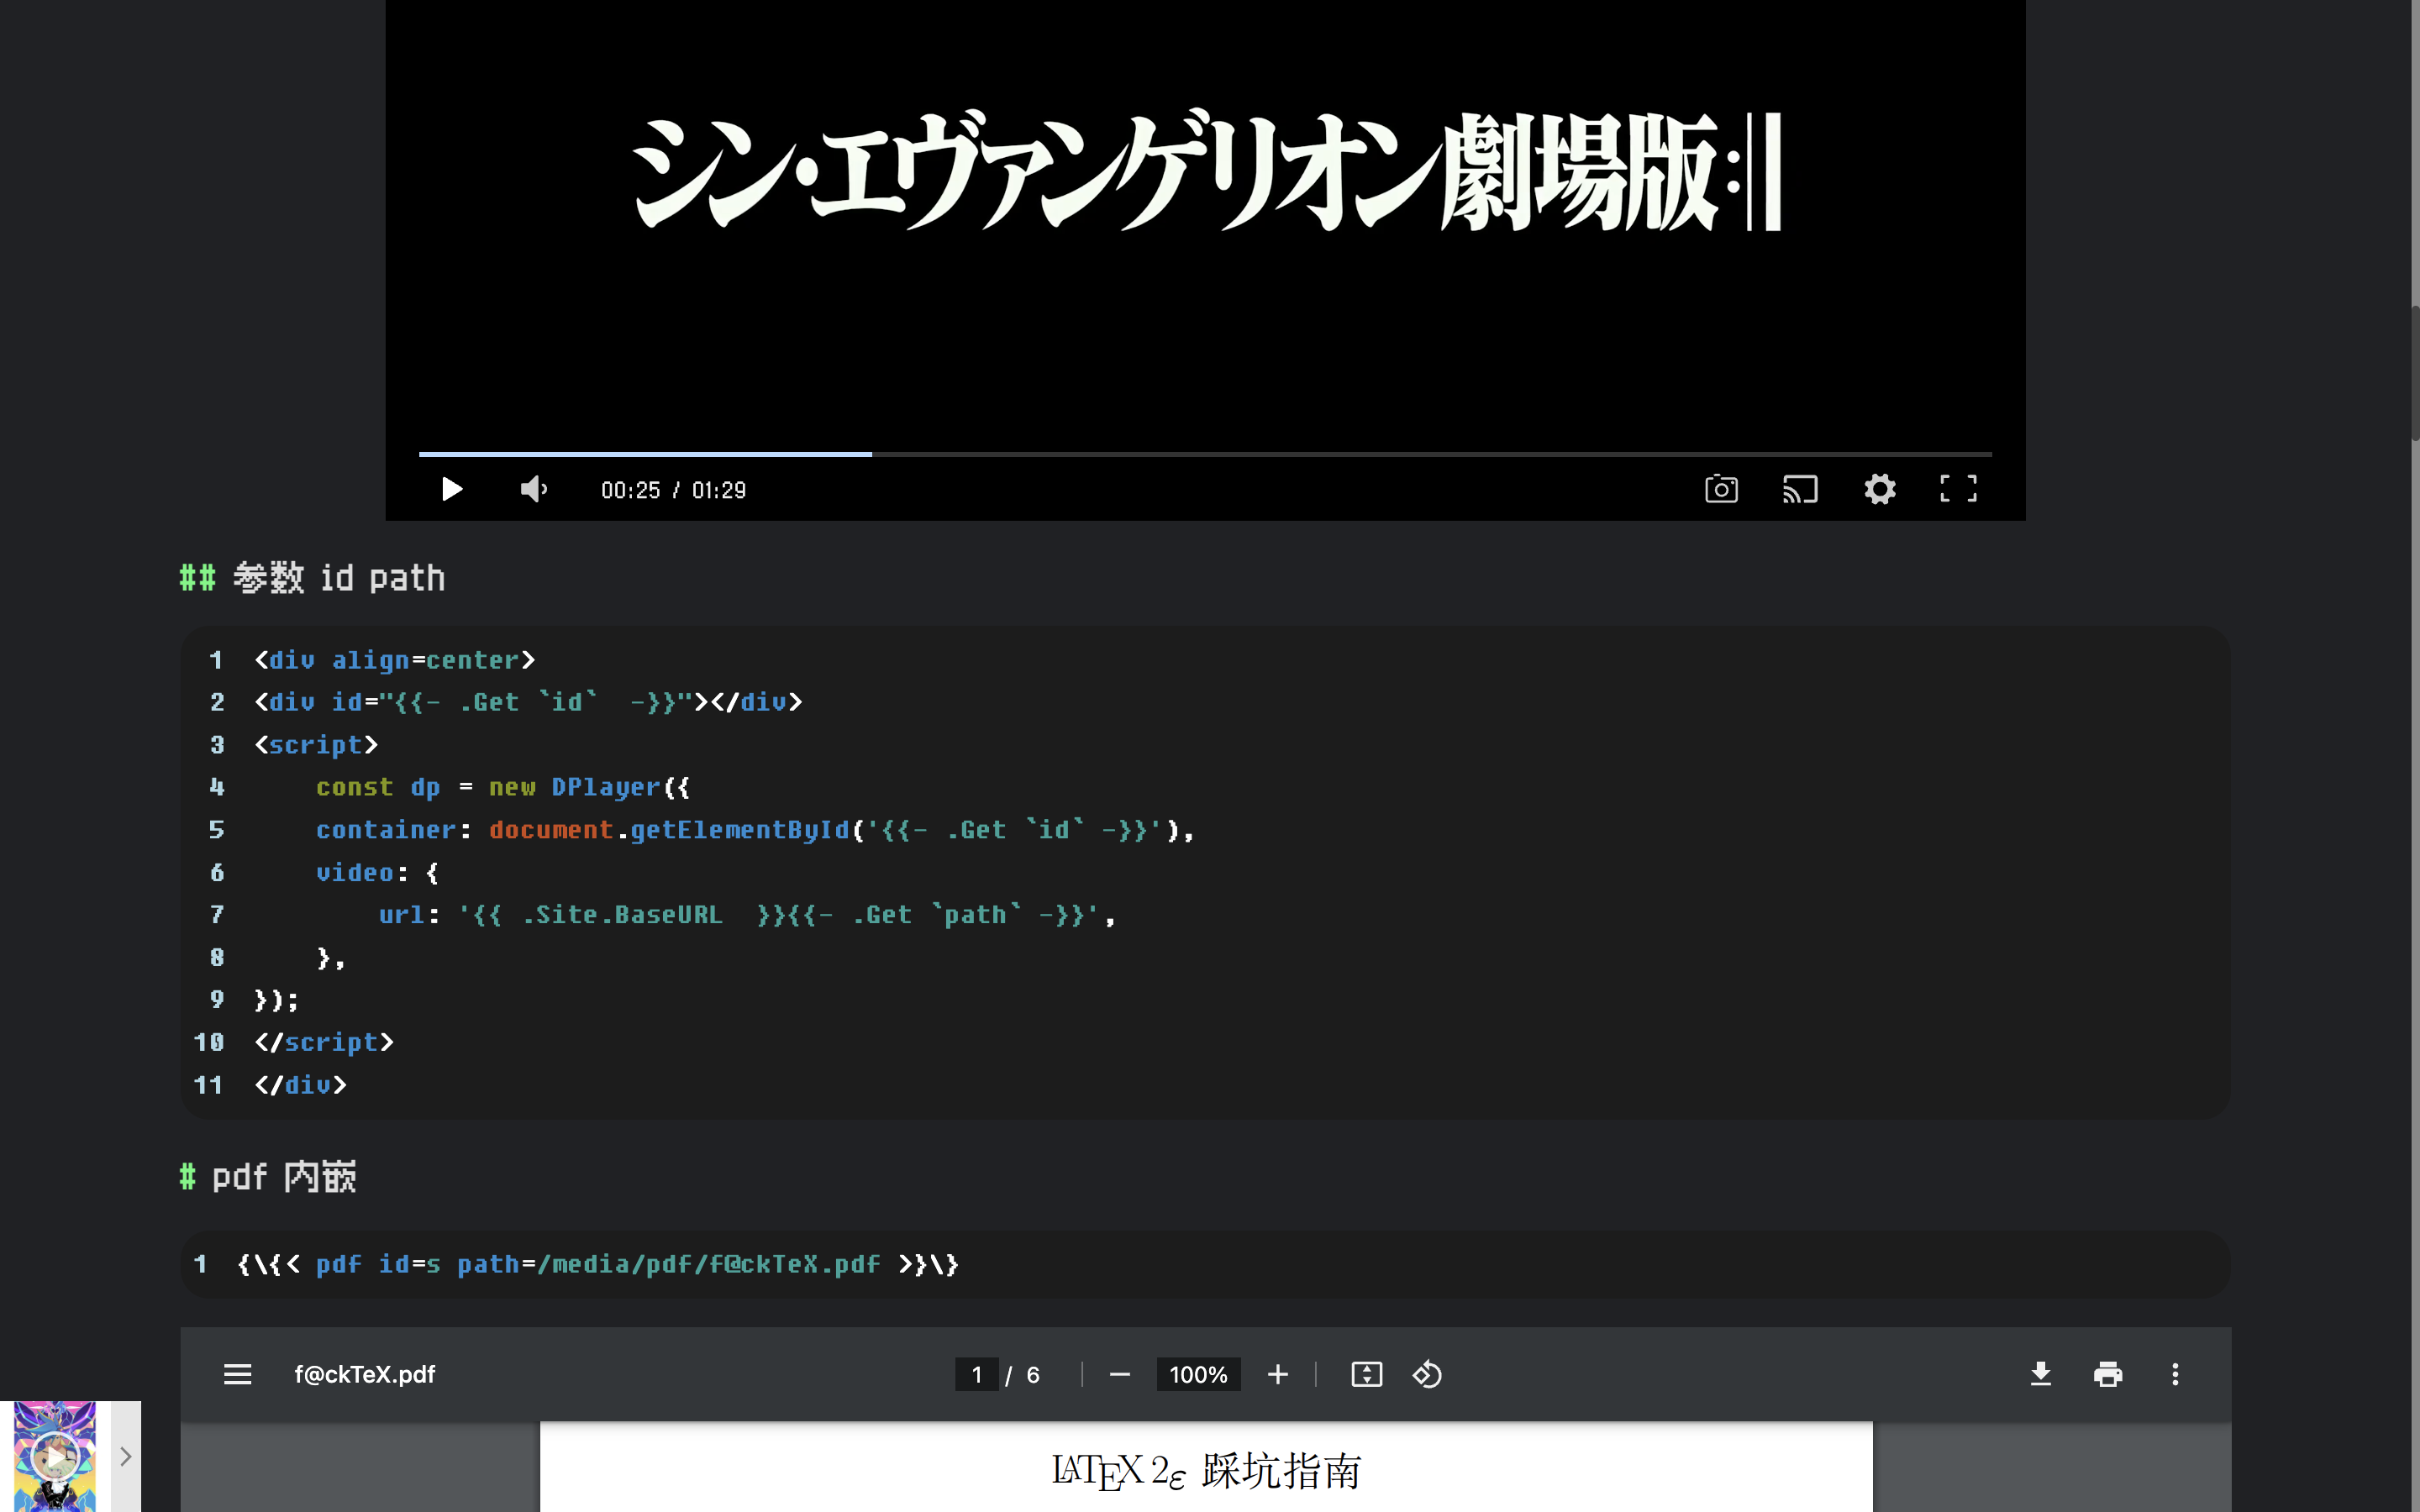 シン・エヴァンゲリオン劇場版:||
00:25 / 01:29
## 参数 id path
1 <div align=center>
2 <div id="{{- .Get `id`  -}}"></div>
3 <script>
4     const dp = new DPlayer({
5     container: document.getElementById('{{- .Get `id` -}}'),
6     video: {
7         url: '{{ .Site.BaseURL  }}{{- .Get `path` -}}',
8     },
9 });
10 </script>
11 </div>
# pdf 内嵌
1 {\{< pdf id=s path=/media/pdf/f@ckTeX.pdf >}\}
f@ckTeX.pdf 1 / 6 100%
LATEX 2ε 踩坑指南